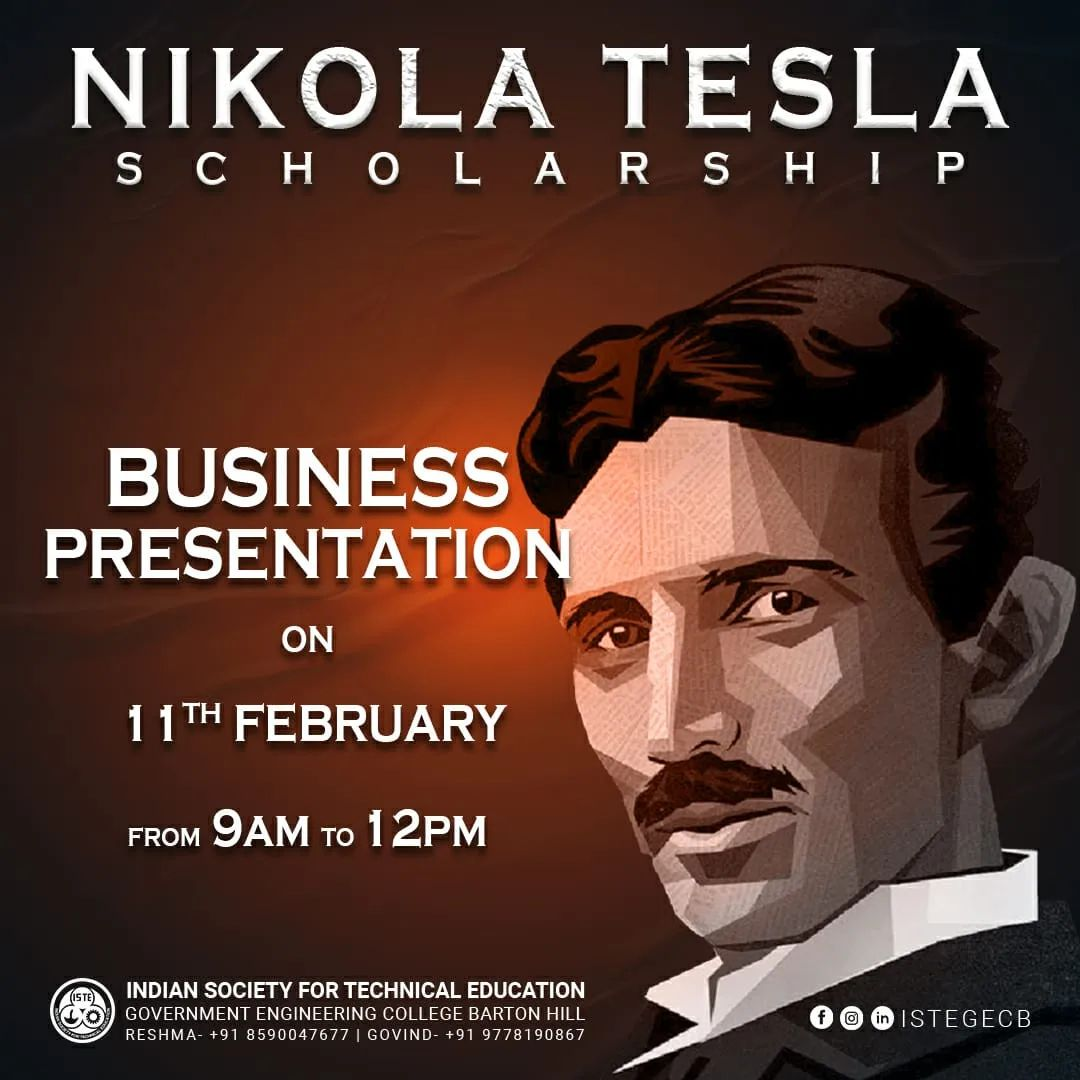 NIKOLA TESLA
SCHOLARSHIP
BUSINESS
PRESENTATION
ON
11TH FEBRUARY
FROM 9AM TO 12PM
ISTE
INDIAN SOCIETY FOR TECHNICAL EDUCATION
GOVERNMENT ENGINEERING COLLEGE BARTON HILL
RESHMA- +91 8590047677 | GOVIND- +91 9778190867
ISTEGECB